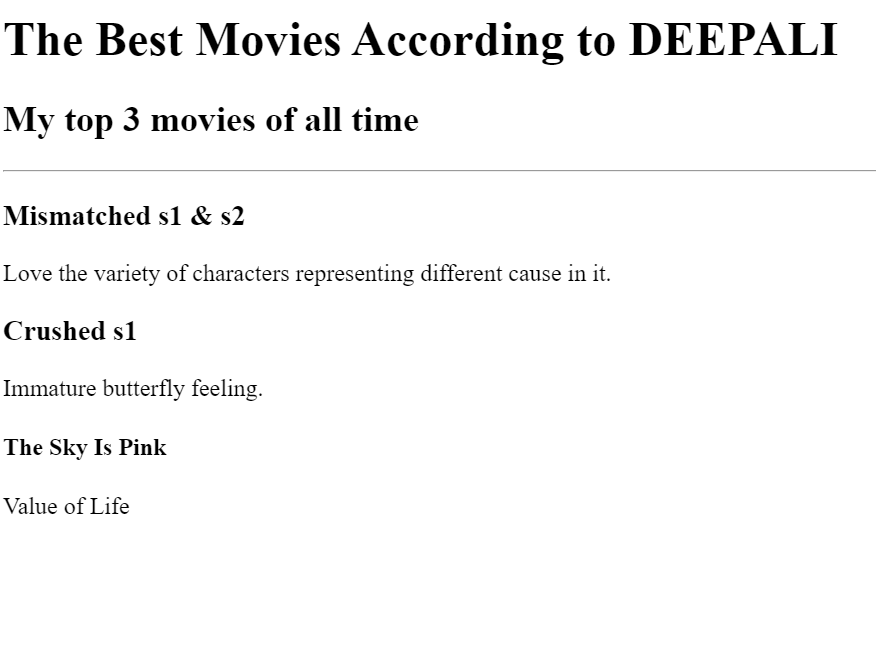 The Best Movies According to DEEPALI
My top 3 movies of all time
Mismatched s1 & s2
Love the variety of characters representing different cause in it.
Crushed s1
Immature butterfly feeling.
The Sky Is Pink
Value of Life